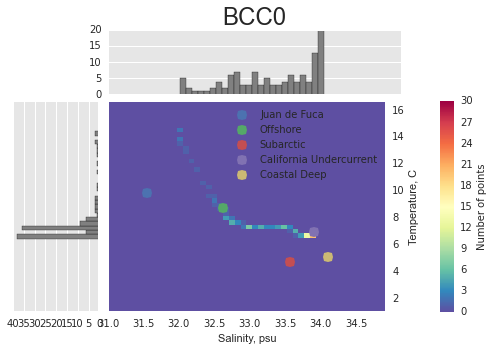 BCC0
20
15
10
5
0
Juan de Fuca
Offshore
Subarctic
California Undercurrent
Coastal Deep
16
14
12
10
8
6
4
2
Temperature, C
30
27
24
21
18
15
12
9
6
3
0
Number of points
40 35 30 25 20 15 10 5 0
31.0 31.5 32.0 32.5 33.0 33.5 34.0 34.5
Salinity, psu